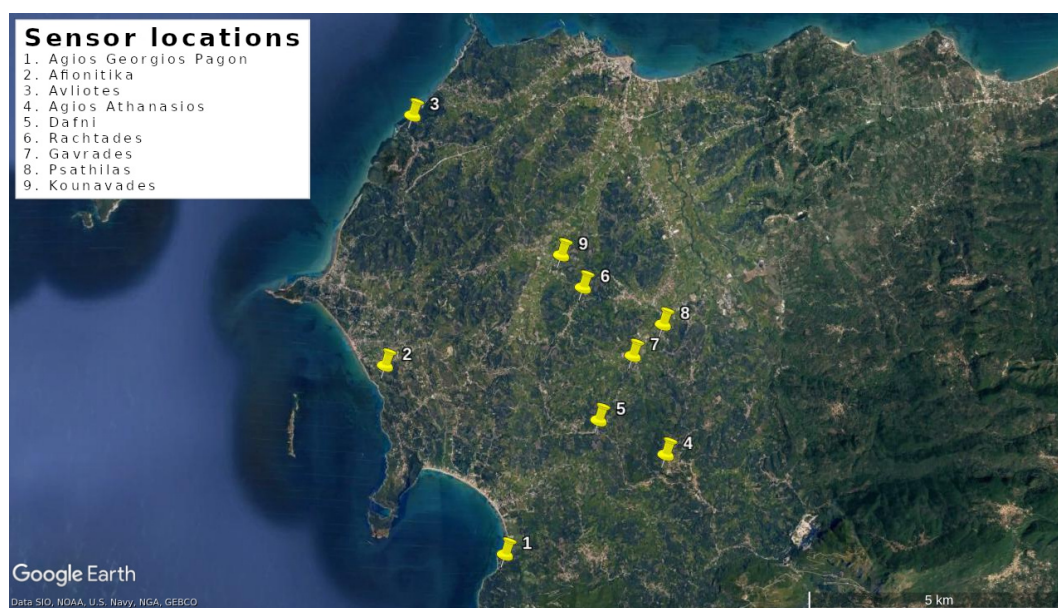 Sensor locations
1. Agios Georgios Pagon
2. Afionitika
3. Avliotes
4. Agios Athanasios
5. Dafni
6. Rachtades
7. Gavrades
8. Psathilas
9. Kounavades
3
9
6
8
7
2
5
4
1
Google Earth
Data SIO, NOAA, U.S. Navy, NGA, GEBCO
5 km